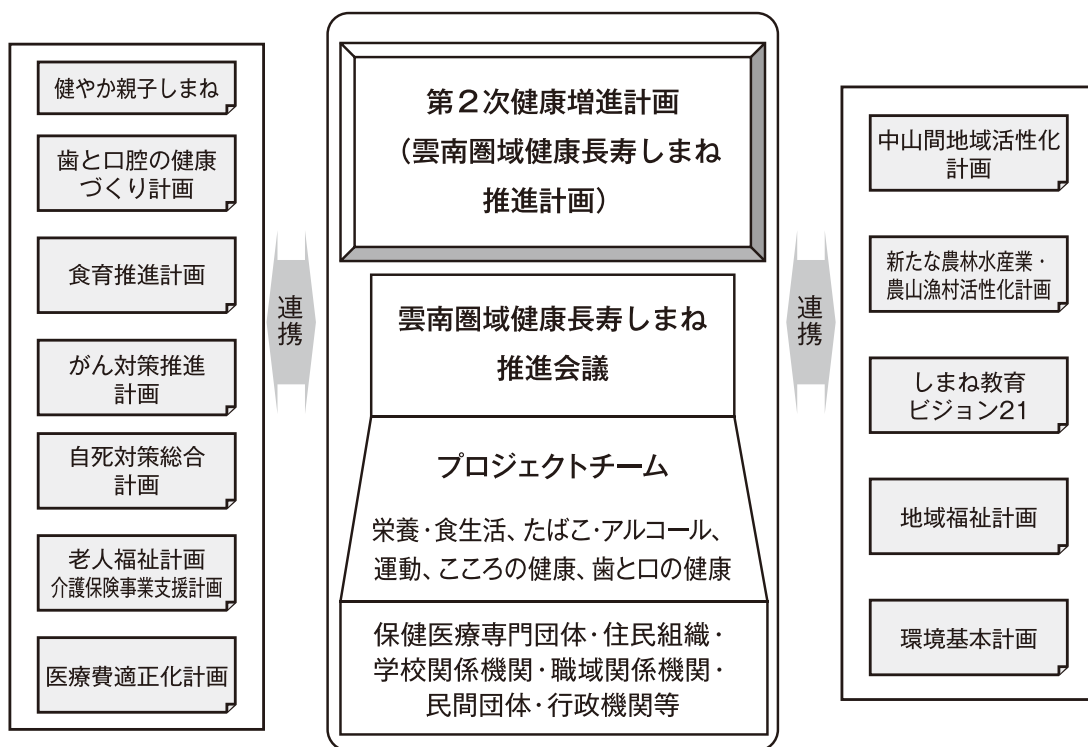 健やか親子しまね
歯と口腔の健康
づくり計画
食育推進計画
がん対策推進
計画
自死対策総合
計画
老人福祉計画
介護保険事業支援計画
医療費適正化計画
連携
第2次健康増進計画
（雲南圏域健康長寿しまね
推進計画）
雲南圏域健康長寿しまね
推進会議
プロジェクトチーム
栄養・食生活、たばこ・アルコール、
運動、こころの健康、歯と口の健康
保健医療専門団体・住民組織・
学校関係機関・職域関係機関・
民間団体・行政機関等
連携
中山間地域活性化
計画
新たな農林水産業・
農山漁村活性化計画
しまね教育
ビジョン21
地域福祉計画
環境基本計画